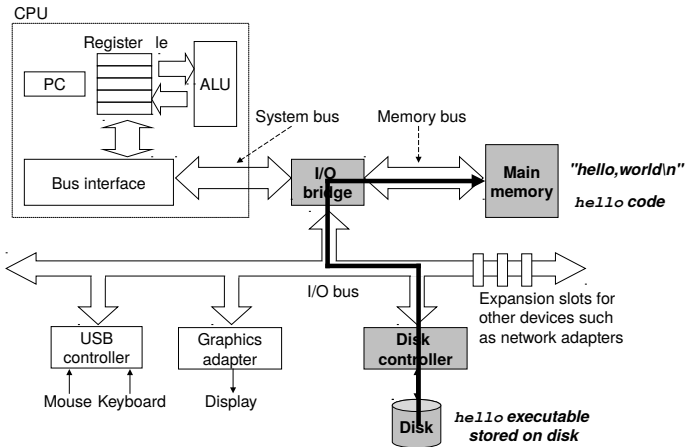 CPU
Register le
PC
ALU
System bus
Memory bus
Bus interface
I/O
bridge
Main
memory
"hello,world\n"
hello code
I/O bus
Expansion slots for
other devices such
as network adapters
USB
controller
Graphics
adapter
Disk
controller
Mouse Keyboard
Display
Disk
hello executable
stored on disk